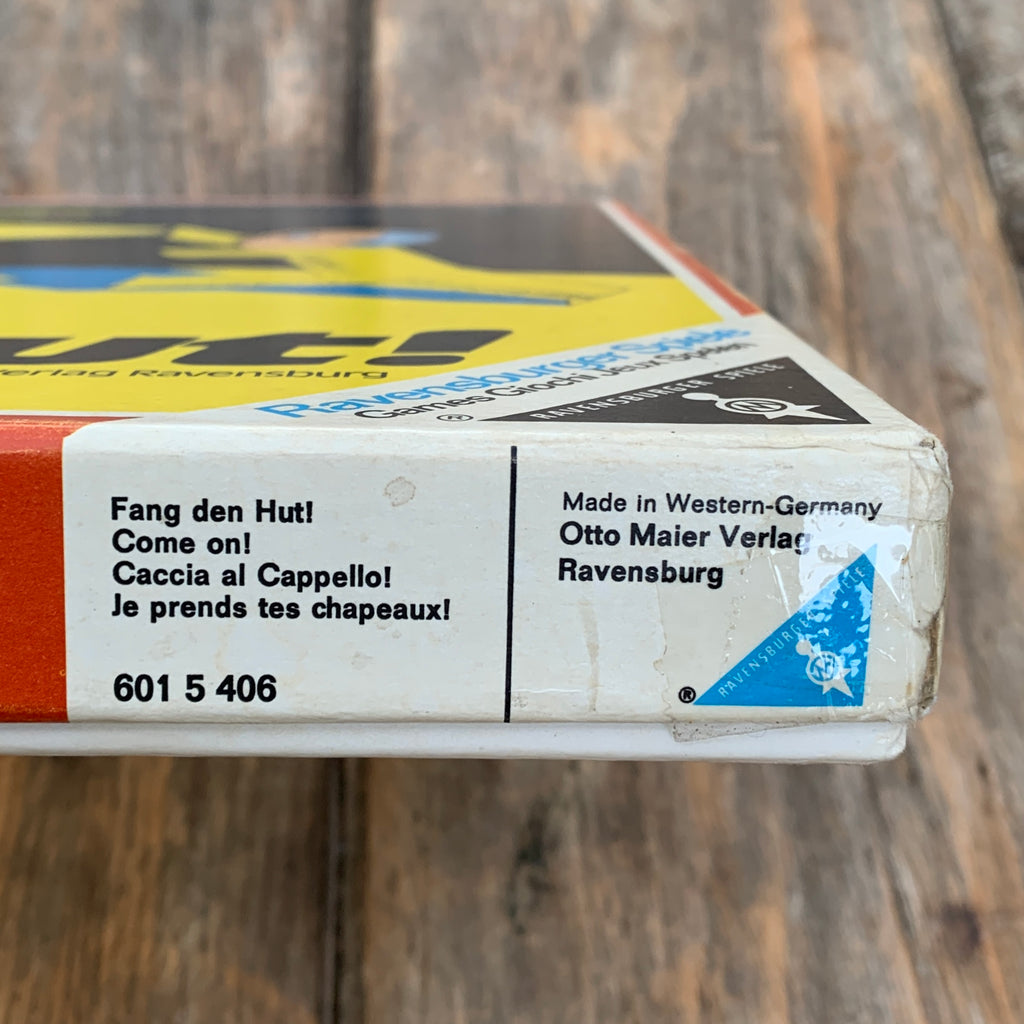 ut!
Verlag Ravensburg
Ravensburger Spiele
Games Giochi Jeux Spelen
®
RAVENSBURGER SPIELE
Fang den Hut!
Come on!
Caccia al Cappello!
Je prends tes chapeaux!
601 5 406
Made in Western-Germany
Otto Maier Verlag
Ravensburg
RAVENSBURGER SPIELE
®